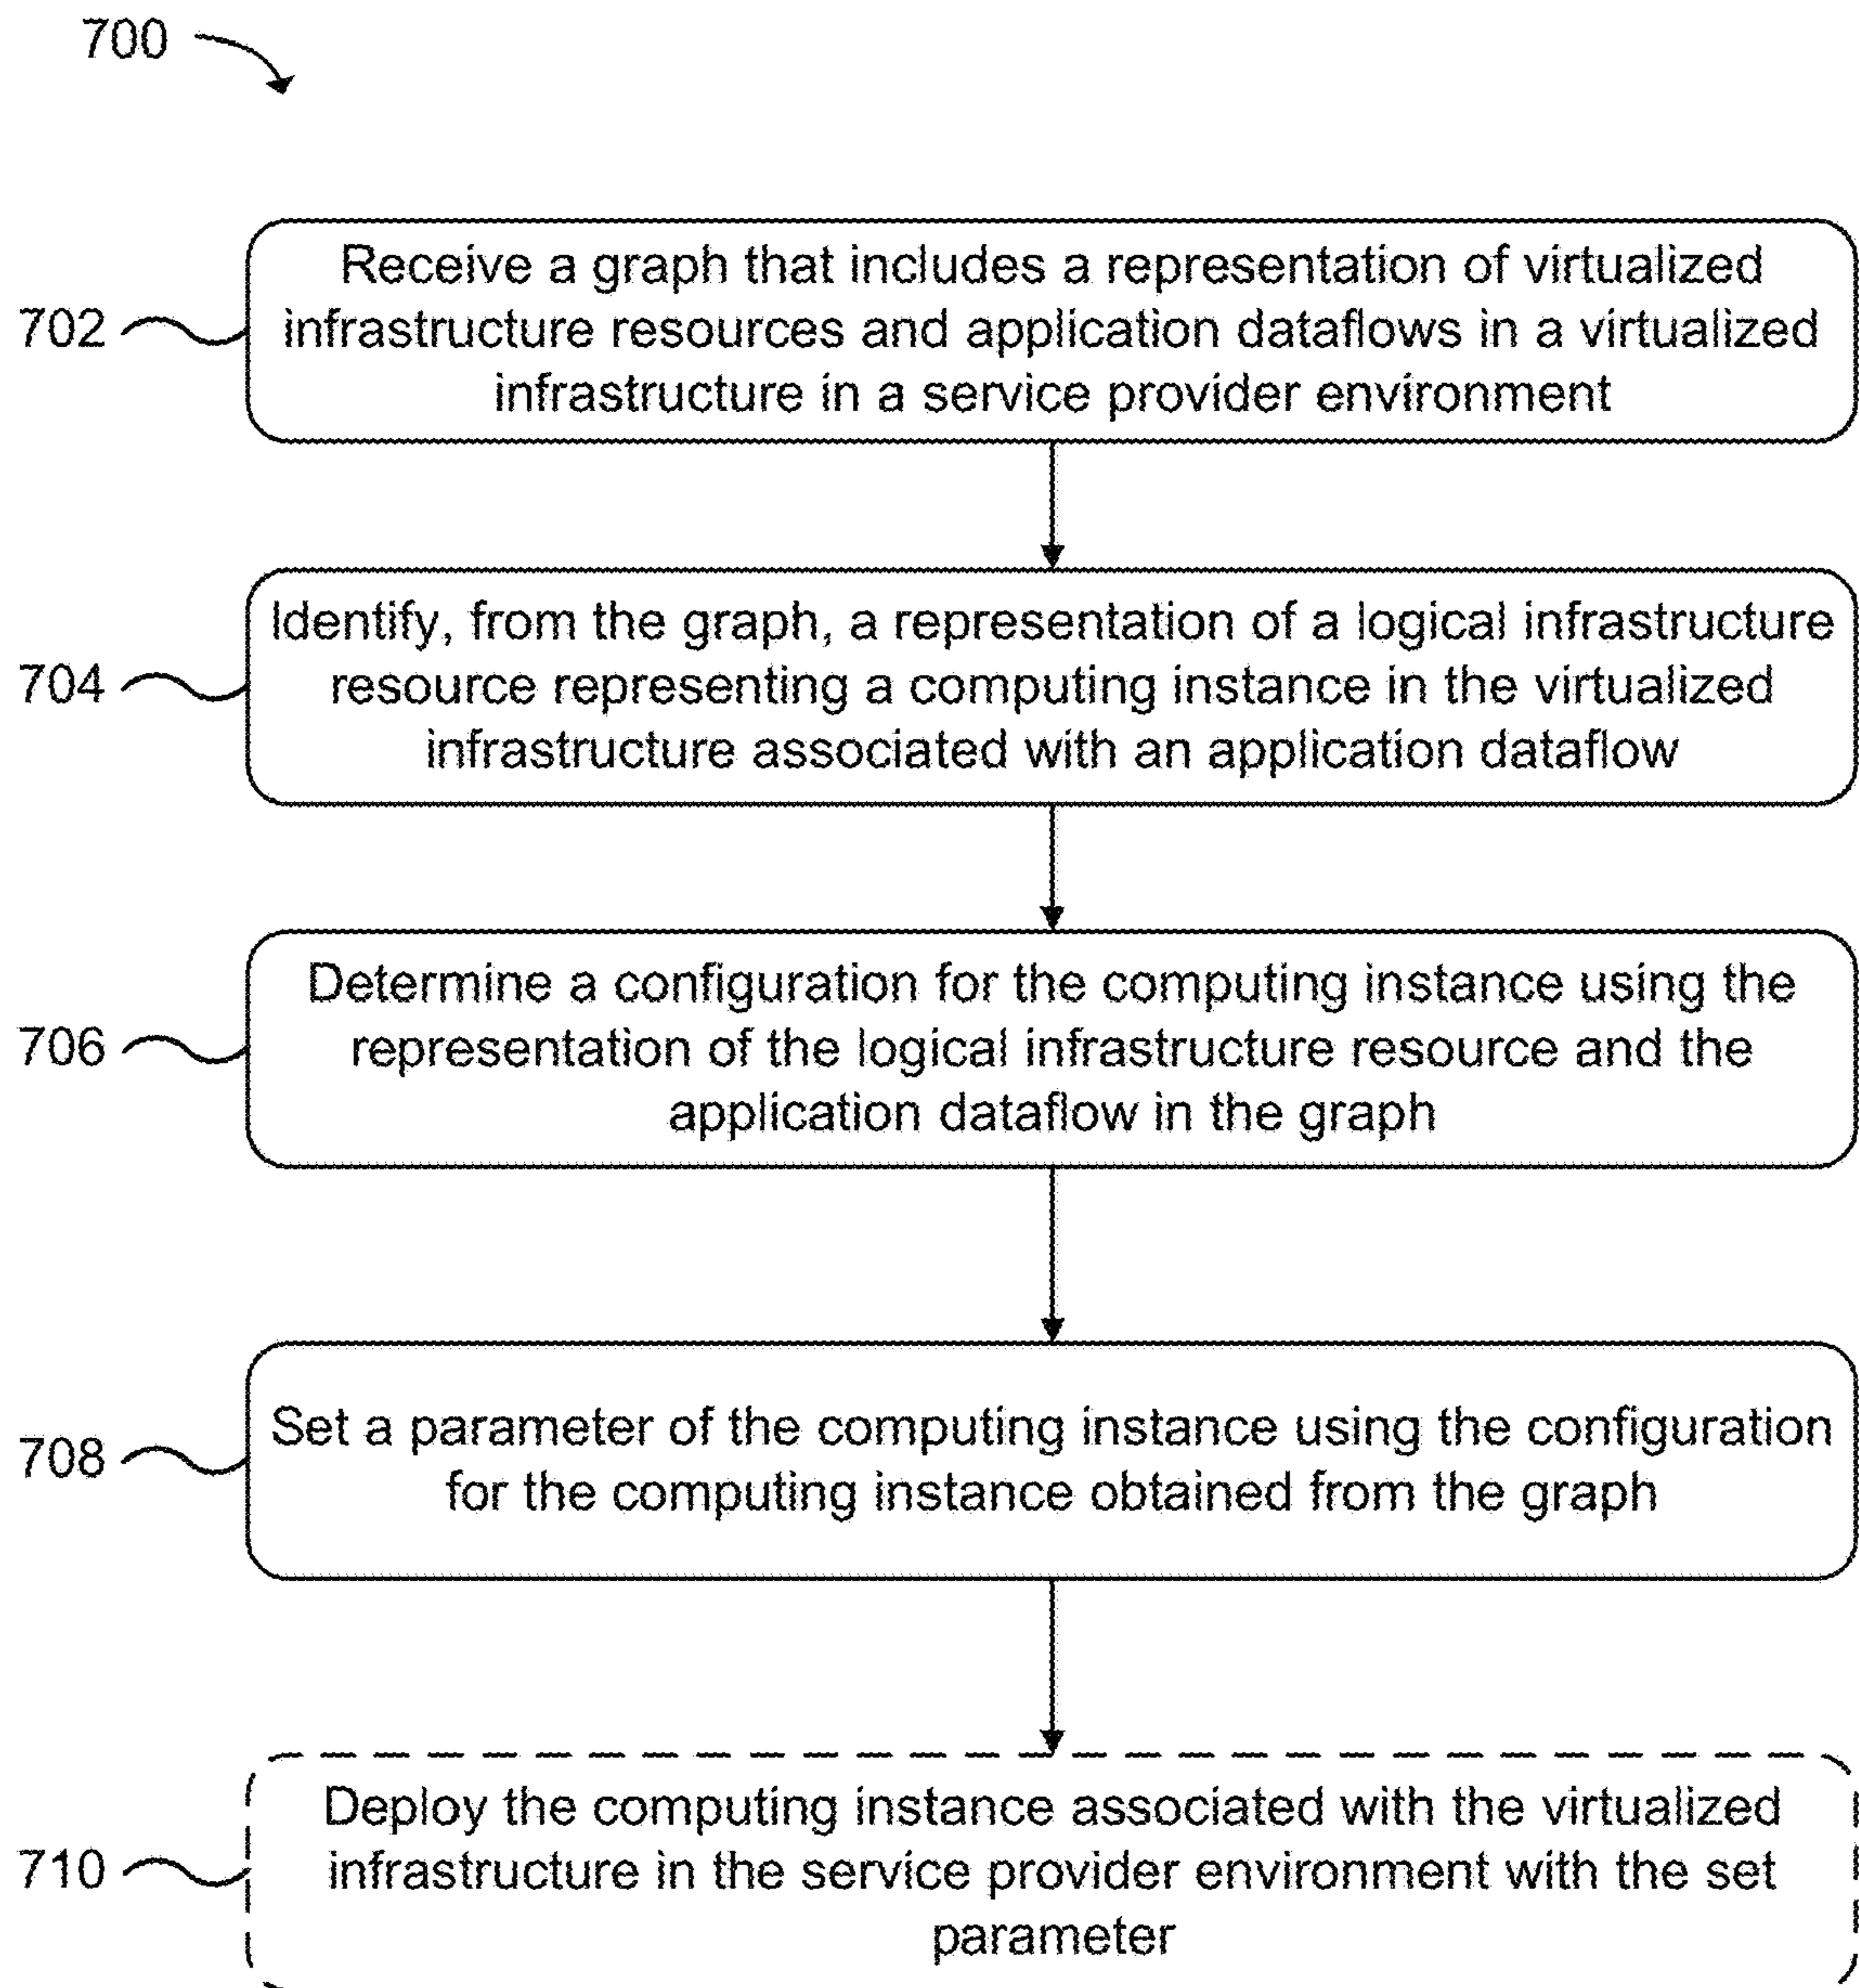 700
702
Receive a graph that includes a representation of virtualized
infrastructure resources and application dataflows in a virtualized
infrastructure in a service provider environment
704
Identify, from the graph, a representation of a logical infrastructure
resource representing a computing instance in the virtualized
infrastructure associated with an application dataflow
706
Determine a configuration for the computing instance using the
representation of the logical infrastructure resource and the
application dataflow in the graph
708
Set a parameter of the computing instance using the configuration
for the computing instance obtained from the graph
710
Deploy the computing instance associated with the virtualized
infrastructure in the service provider environment with the set
parameter